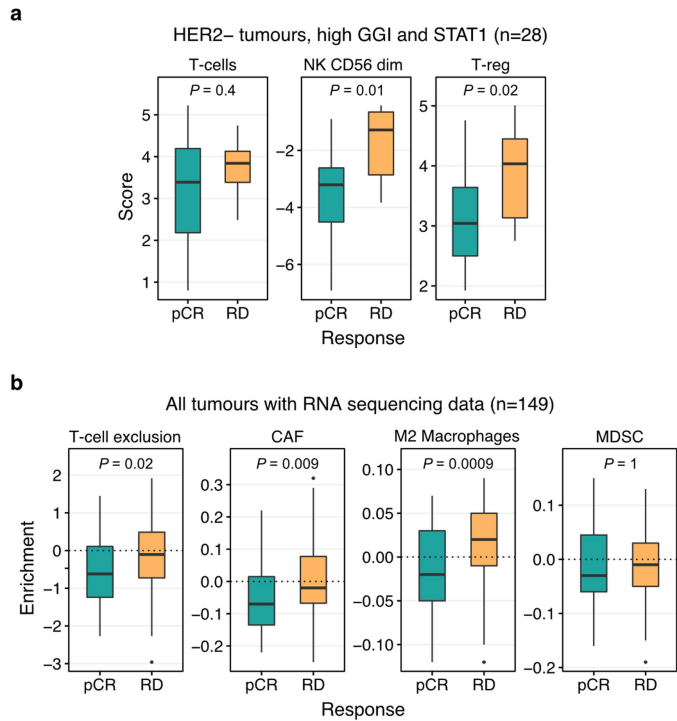 a
HER2− tumours, high GGI and STAT1 (n=28)
T-cells NK CD56 dim T-reg
P = 0.4 P = 0.01 P = 0.02
Score
5
4
3
2
1
−2
−4
−6
5
4
3
2
pCR RD pCR RD pCR RD
Response
b
All tumours with RNA sequencing data (n=149)
T-cell exclusion CAF M2 Macrophages MDSC
P = 0.02 P = 0.009 P = 0.0009 P = 1
Enrichment
2
1
0
−1
−2
−3
0.3
0.2
0.1
0.0
−0.1
−0.2
0.10
0.05
0.00
−0.05
−0.10
0.1
0.0
−0.1
−0.2
pCR RD pCR RD pCR RD pCR RD
Response